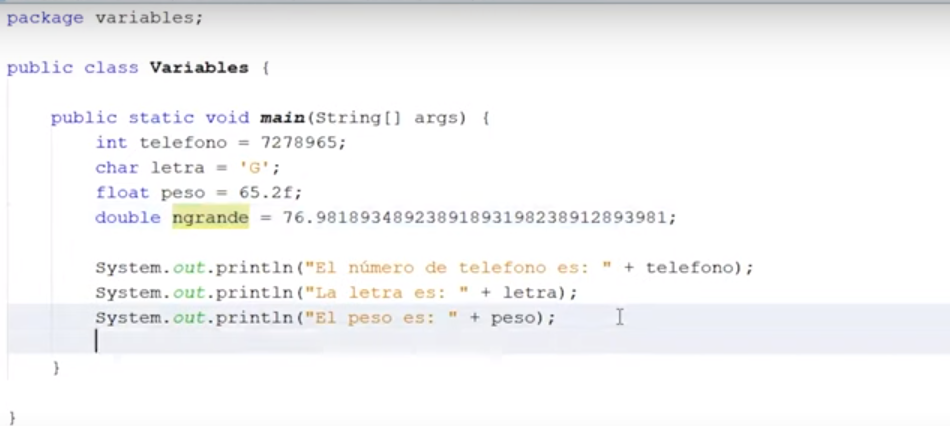 package variables;
public class Variables {
public static void main(String[] args) {
int telefono = 7278965;
char letra = 'G';
float peso = 65.2f;
double ngrande = 76.98189348923891893198238912893981;
System.out.println("El número de telefono es: " + telefono);
System.out.println("La letra es: " + letra);
System.out.println("El peso es: " + peso);
}
}